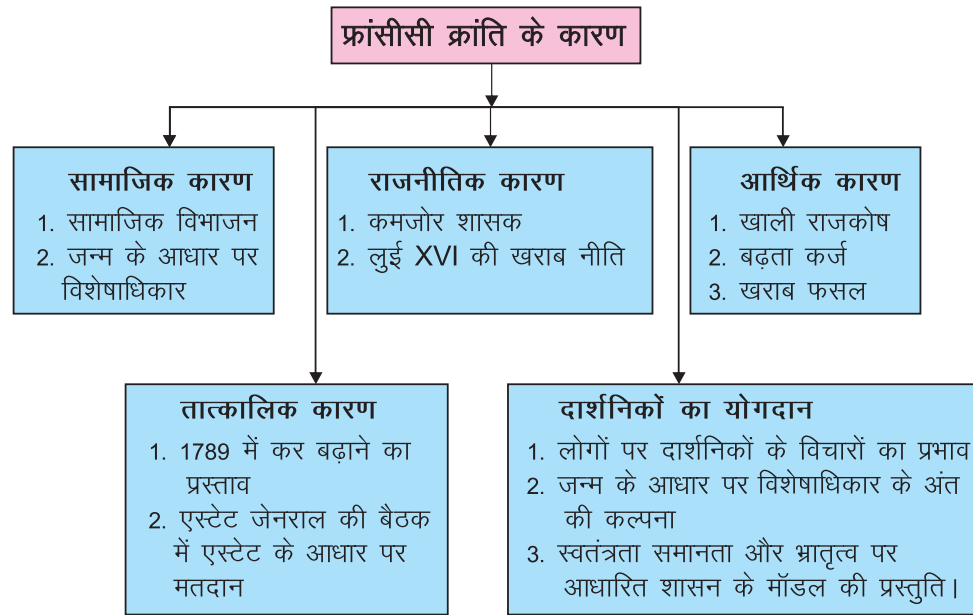 फ्रांसीसी क्रांति के कारण
सामाजिक कारण
1. सामाजिक विभाजन
2. जन्म के आधार पर
विशेषाधिकार
राजनीतिक कारण
1. कमजोर शासक
2. लुई XVI की खराब नीति
आर्थिक कारण
1. खाली राजकोष
2. बढ़ता कर्ज
3. खराब फसल
तात्कालिक कारण
1. 1789 में कर बढ़ाने का
प्रस्ताव
2. एस्टेट जेनराल की बैठक
में एस्टेट के आधार पर
मतदान
दार्शनिकों का योगदान
1. लोगों पर दार्शनिकों के विचारों का प्रभाव
2. जन्म के आधार पर विशेषाधिकार के अंत
की कल्पना
3. स्वतंत्रता समानता और भ्रातृत्व पर
आधारित शासन के मॉडल की प्रस्तुति।